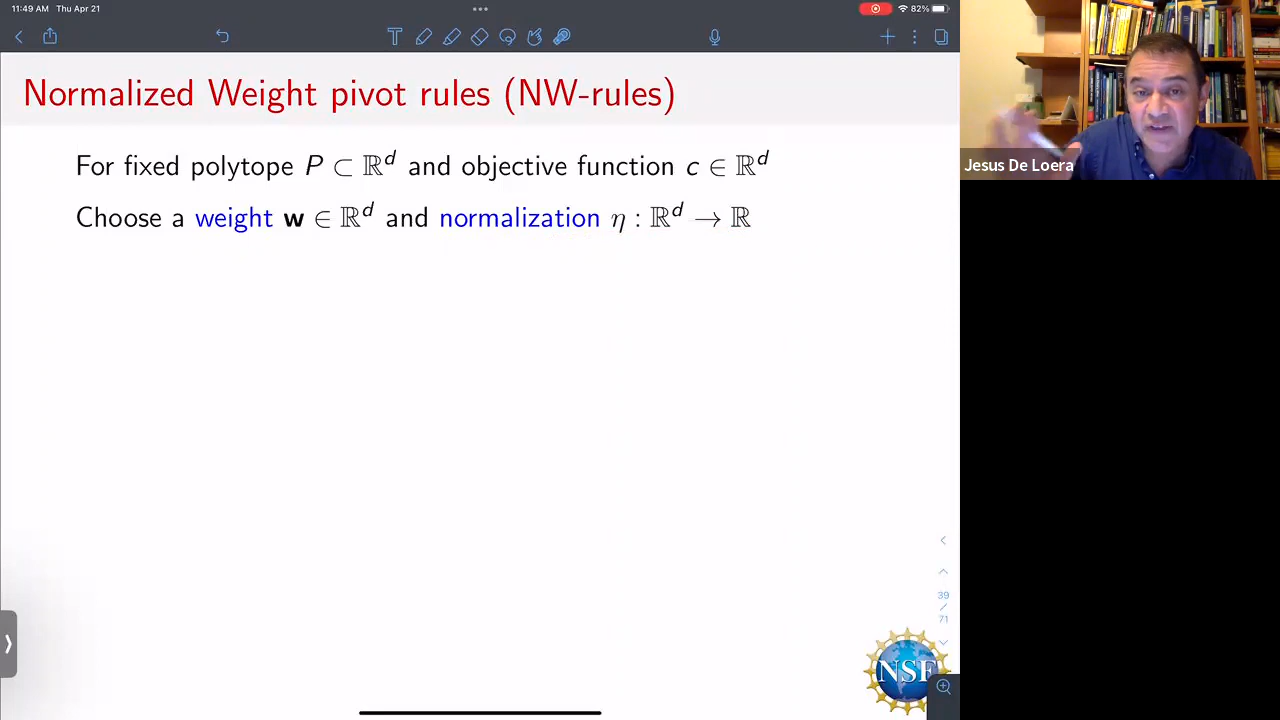 11:49 AM Thu Apr 21
82%
Normalized Weight pivot rules (NW-rules)
For fixed polytope P ⊂ ℝ^d and objective function c ∈ ℝ^d
Choose a weight w ∈ ℝ^d and normalization η : ℝ^d → ℝ
Jesus De Loera
39
/
71
NSF